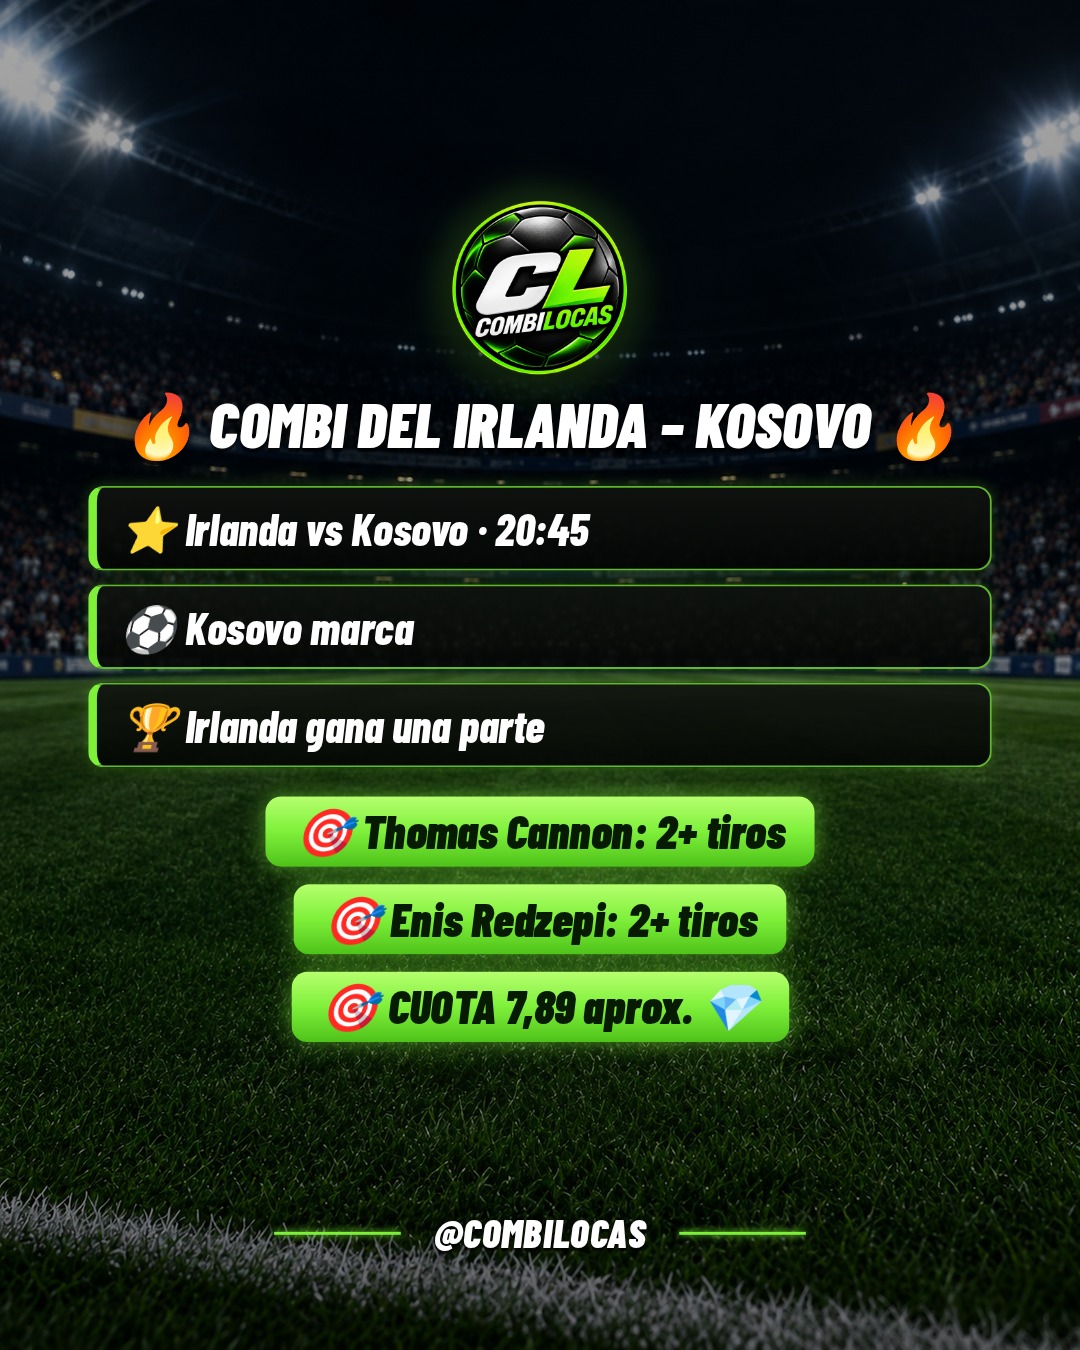 CL
COMBILOCAS
🔥 COMBI DEL IRLANDA - KOSOVO 🔥
⭐ Irlanda vs Kosovo · 20:45
⚽ Kosovo marca
🏆 Irlanda gana una parte
🎯 Thomas Cannon: 2+ tiros
🎯 Enis Redzepi: 2+ tiros
🎯 CUOTA 7,89 aprox. 💎
@COMBILOCAS